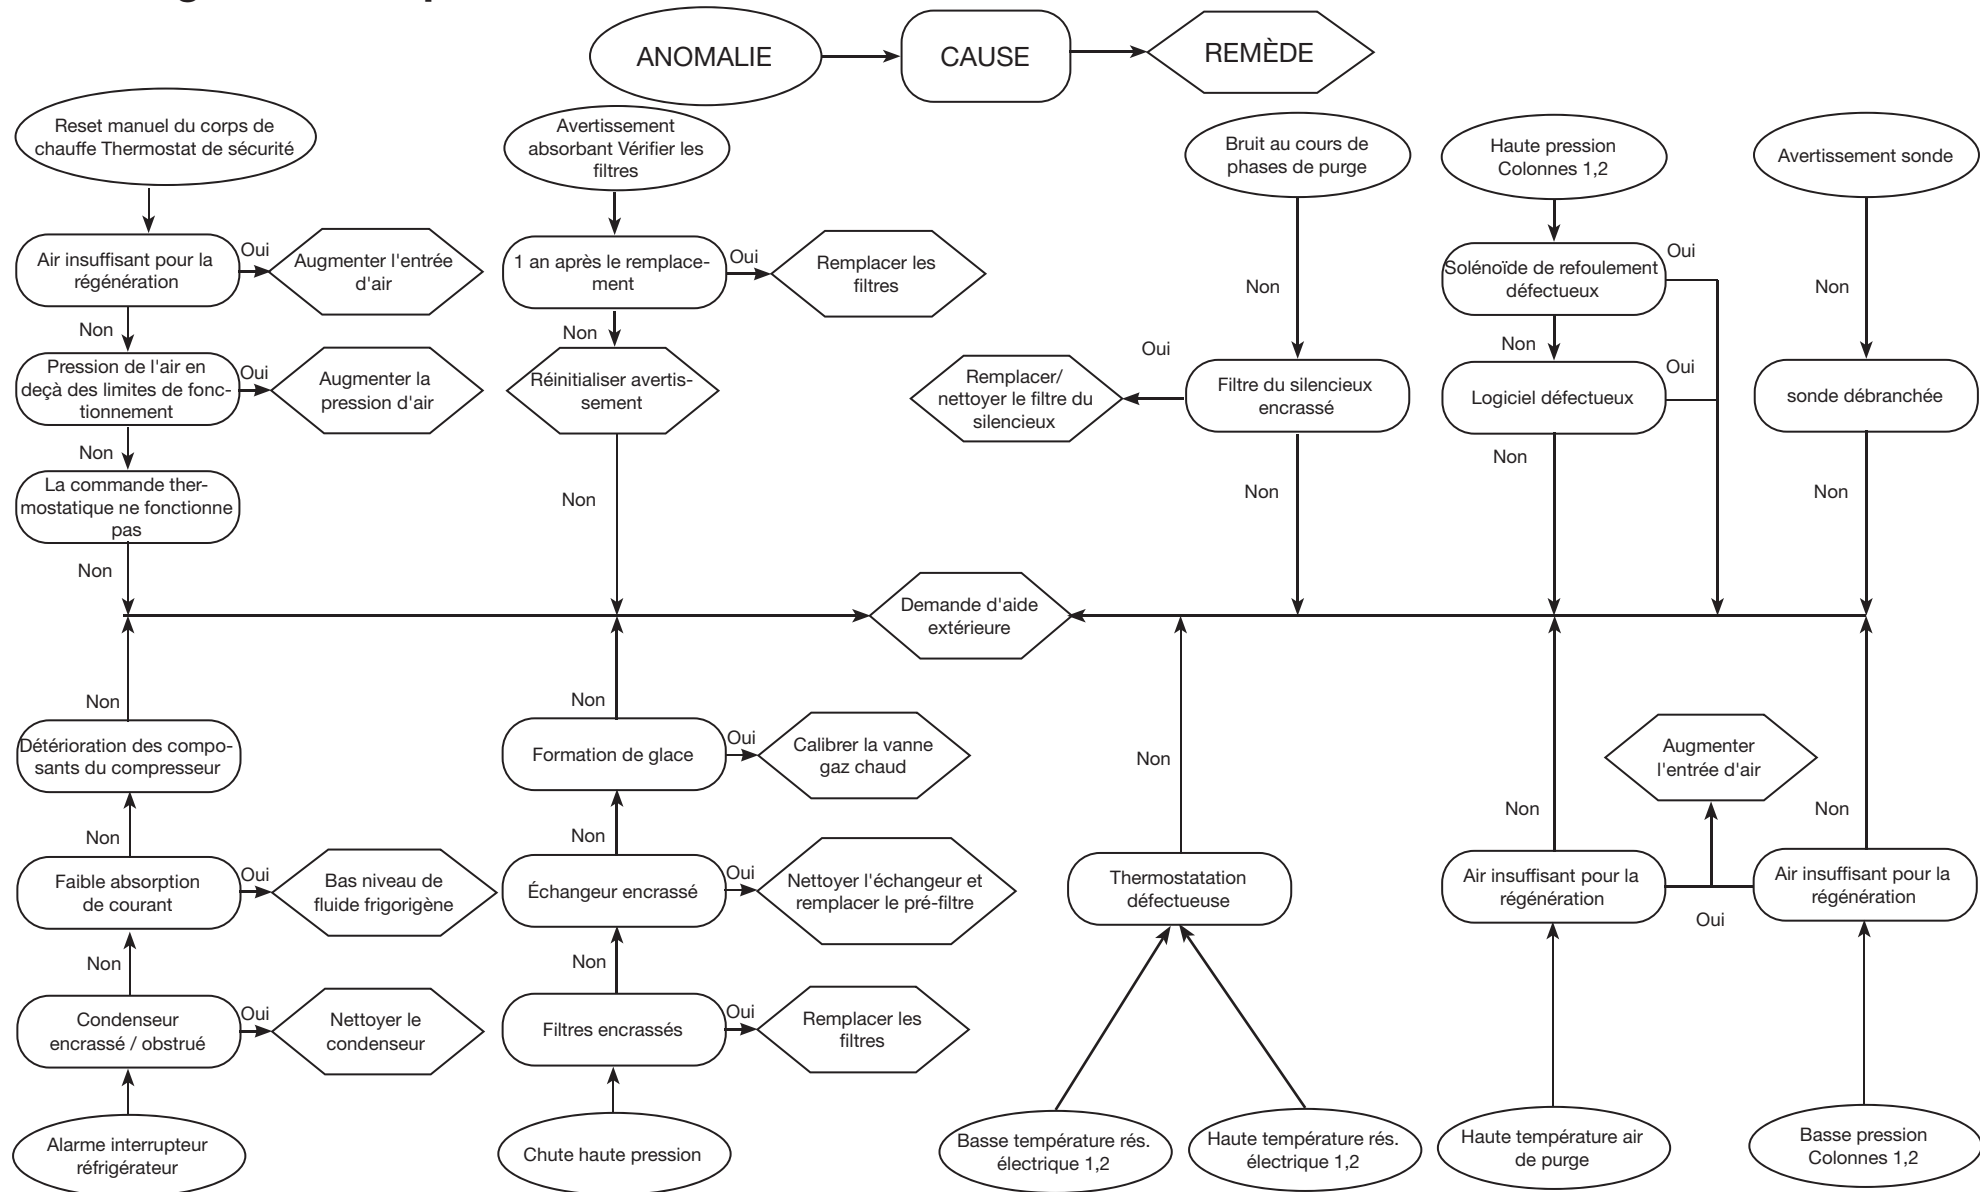 ANOMALIE
CAUSE
REMÈDE
Reset manuel du corps de
chauffe Thermostat de sécurité
Air insuffisant pour la
régénération
Oui
Augmenter l'entrée
d'air
Non
Pression de l'air en
deçà des limites de fonc-
tionnement
Oui
Augmenter la
pression d'air
Non
La commande ther-
mostatique ne fonctionne
pas
Non
Avertissement
absorbant Vérifier les
filtres
1 an après le remplace-
ment
Oui
Remplacer les
filtres
Non
Réinitialiser avertis-
sement
Non
Bruit au cours de
phases de purge
Non
Filtre du silencieux
encrassé
Oui
Remplacer/
nettoyer le filtre du
silencieux
Non
Haute pression
Colonnes 1,2
Solénoïde de refoulement
défectueux
Oui
Non
Logiciel défectueux
Oui
Non
Avertissement sonde
Non
sonde débranchée
Non
Demande d'aide
extérieure
Non
Détérioration des compo-
sants du compresseur
Non
Faible absorption
de courant
Oui
Bas niveau de
fluide frigorigène
Non
Condenseur
encrassé / obstrué
Oui
Nettoyer le
condenseur
Alarme interrupteur
réfrigérateur
Non
Formation de glace
Oui
Calibrer la vanne
gaz chaud
Non
Échangeur encrassé
Oui
Nettoyer l'échangeur et
remplacer le pré-filtre
Non
Filtres encrassés
Oui
Remplacer les
filtres
Chute haute pression
Non
Thermostatation
défectueuse
Basse température rés.
électrique 1,2
Haute température rés.
électrique 1,2
Non
Air insuffisant pour la
régénération
Haute température air
de purge
Augmenter
l'entrée d'air
Oui
Non
Air insuffisant pour la
régénération
Basse pression
Colonnes 1,2